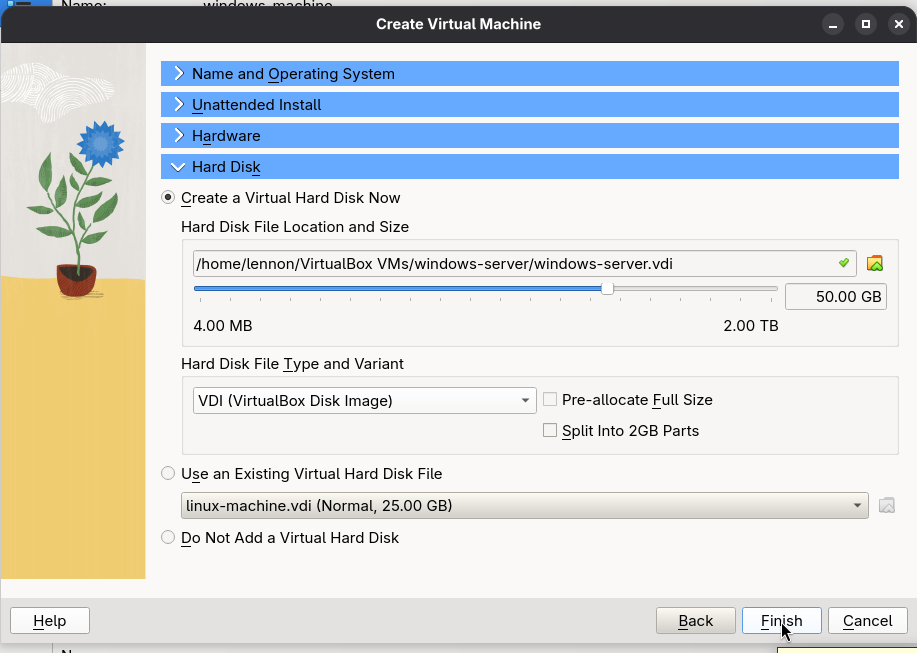 Name: windows_machine
Create Virtual Machine
Name and Operating System
Unattended Install
Hardware
Hard Disk
Create a Virtual Hard Disk Now
Hard Disk File Location and Size
/home/lennon/VirtualBox VMs/windows-server/windows-server.vdi
50.00 GB
4.00 MB 2.00 TB
Hard Disk File Type and Variant
VDI (VirtualBox Disk Image) Pre-allocate Full Size
Split Into 2GB Parts
Use an Existing Virtual Hard Disk File
linux-machine.vdi (Normal, 25.00 GB)
Do Not Add a Virtual Hard Disk
Help Back Finish Cancel